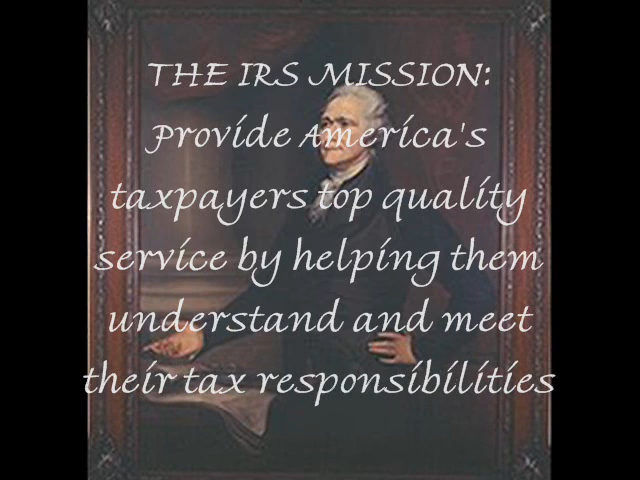 THE IRS MISSION:
Provide America's
taxpayers top quality
service by helping them
understand and meet
their tax responsibilities